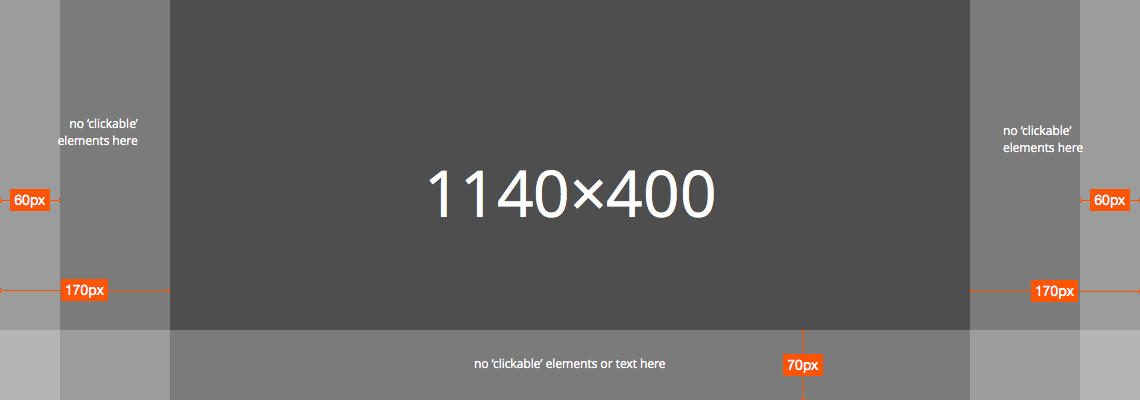 no ‘clickable’
elements here
no ‘clickable’
elements here
1140×400
60px
60px
170px
170px
no ‘clickable’ elements or text here
70px